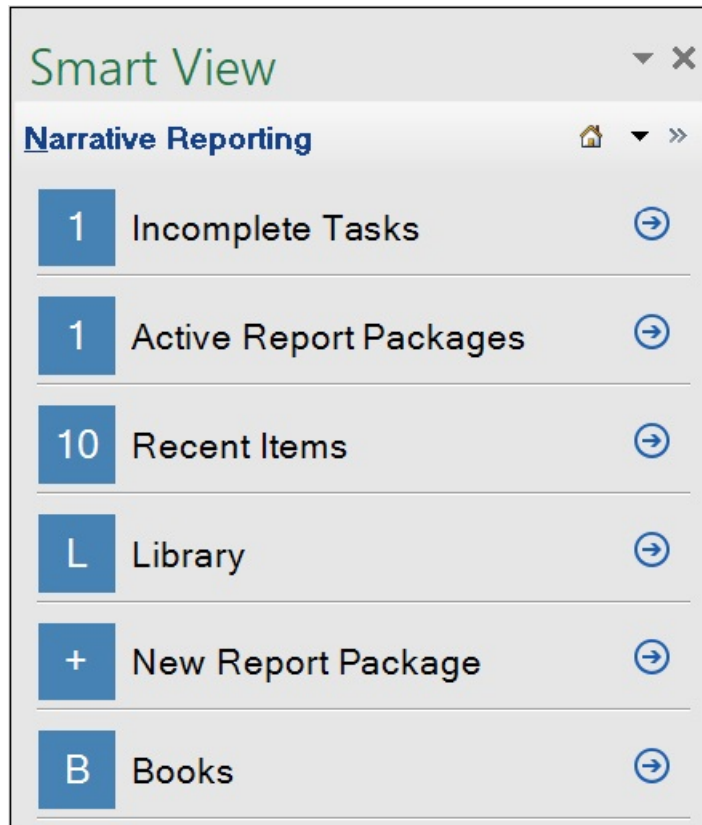 Smart View
Narrative Reporting
1 Incomplete Tasks
1 Active Report Packages
10 Recent Items
L Library
+ New Report Package
B Books